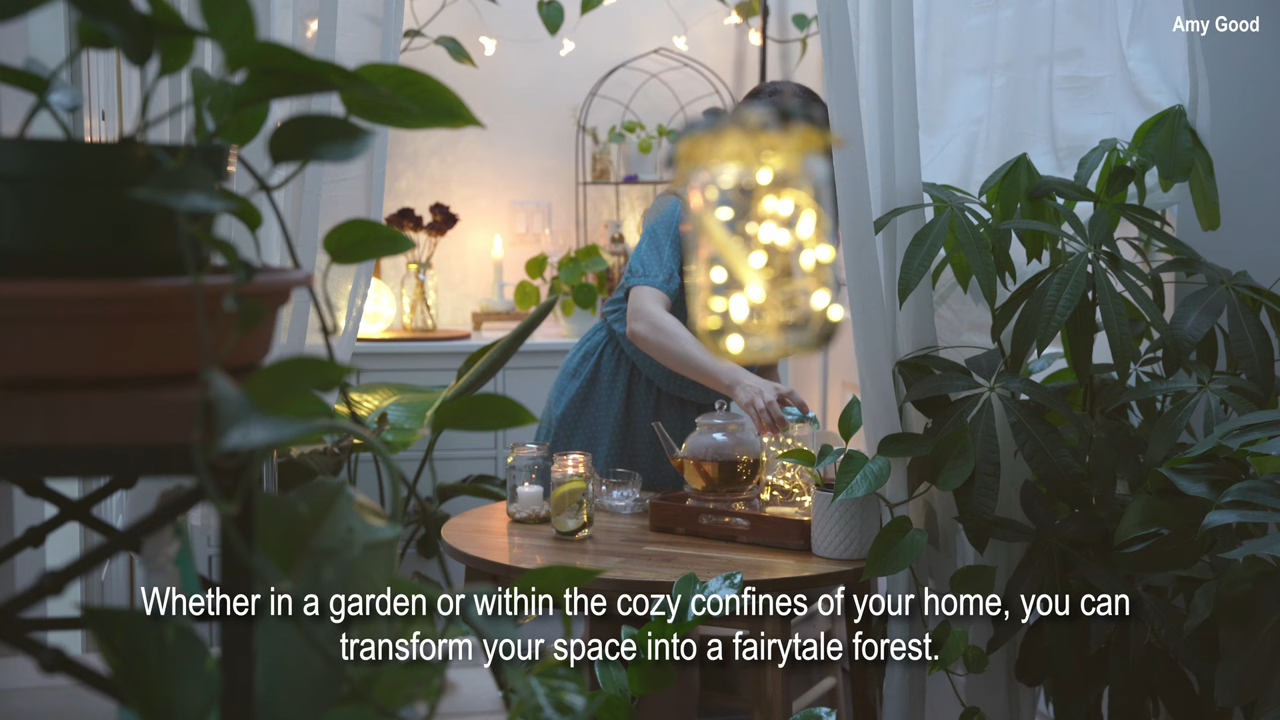 Amy Good
Whether in a garden or within the cozy confines of your home, you can
transform your space into a fairytale forest.